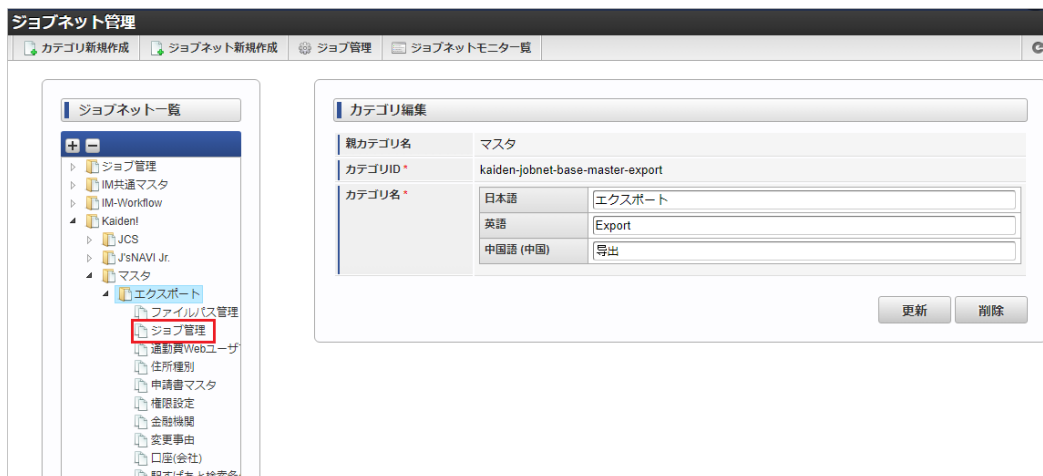 ジョブネット管理
カテゴリ新規作成 ジョブネット新規作成 ジョブ管理 ジョブネットモニタ一覧
ジョブネット一覧
ジョブ管理
IM共通マスタ
IM-Workflow
Kaiden!
JCS
J'sNAVI Jr.
マスタ
エクスポート
ファイルパス管理
ジョブ管理
通勤費Webユーザ
住所種別
申請書マスタ
権限設定
金融機関
変更事由
口座(会社)
カテゴリ編集
親カテゴリ名 マスタ
カテゴリID * kaiden-jobnet-base-master-export
カテゴリ名 * 日本語 エクスポート
英語 Export
中国語 (中国) 导出
更新 削除